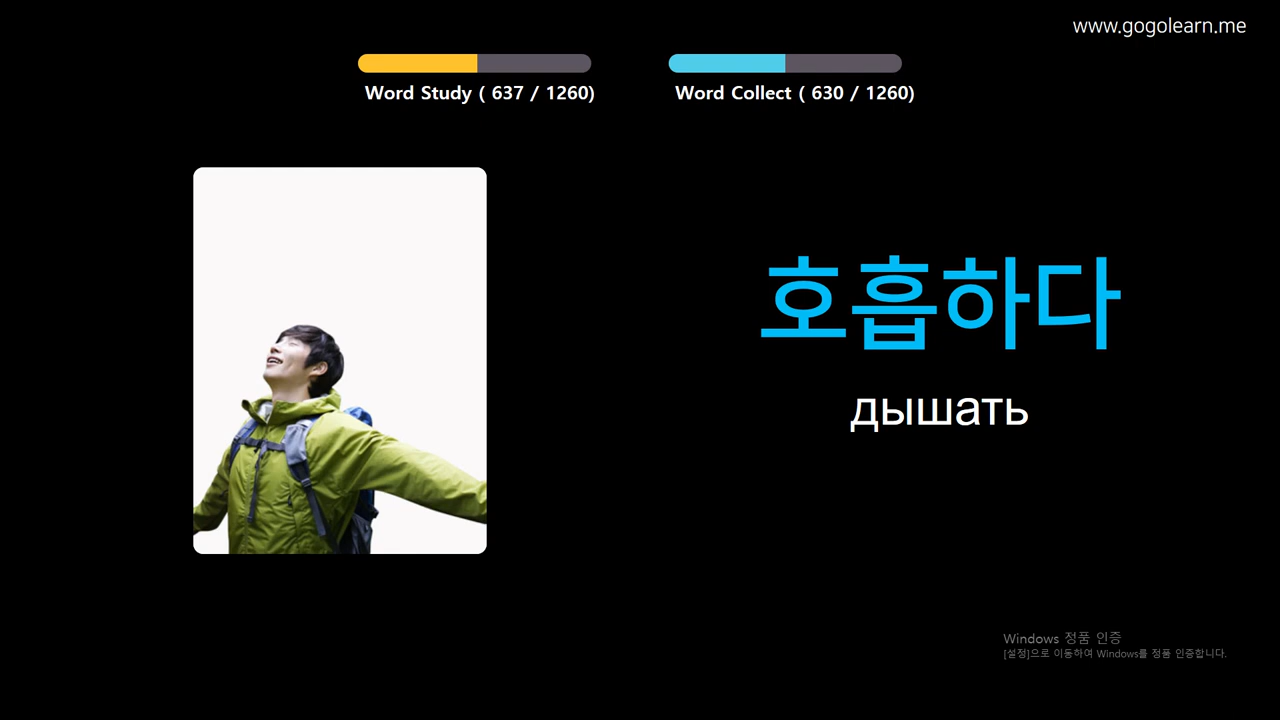 www.gogolearn.me
Word Study ( 637 / 1260)
Word Collect ( 630 / 1260)
호흡하다
дышать
Windows 정품 인증
[설정]으로 이동하여 Windows를 정품 인증합니다.